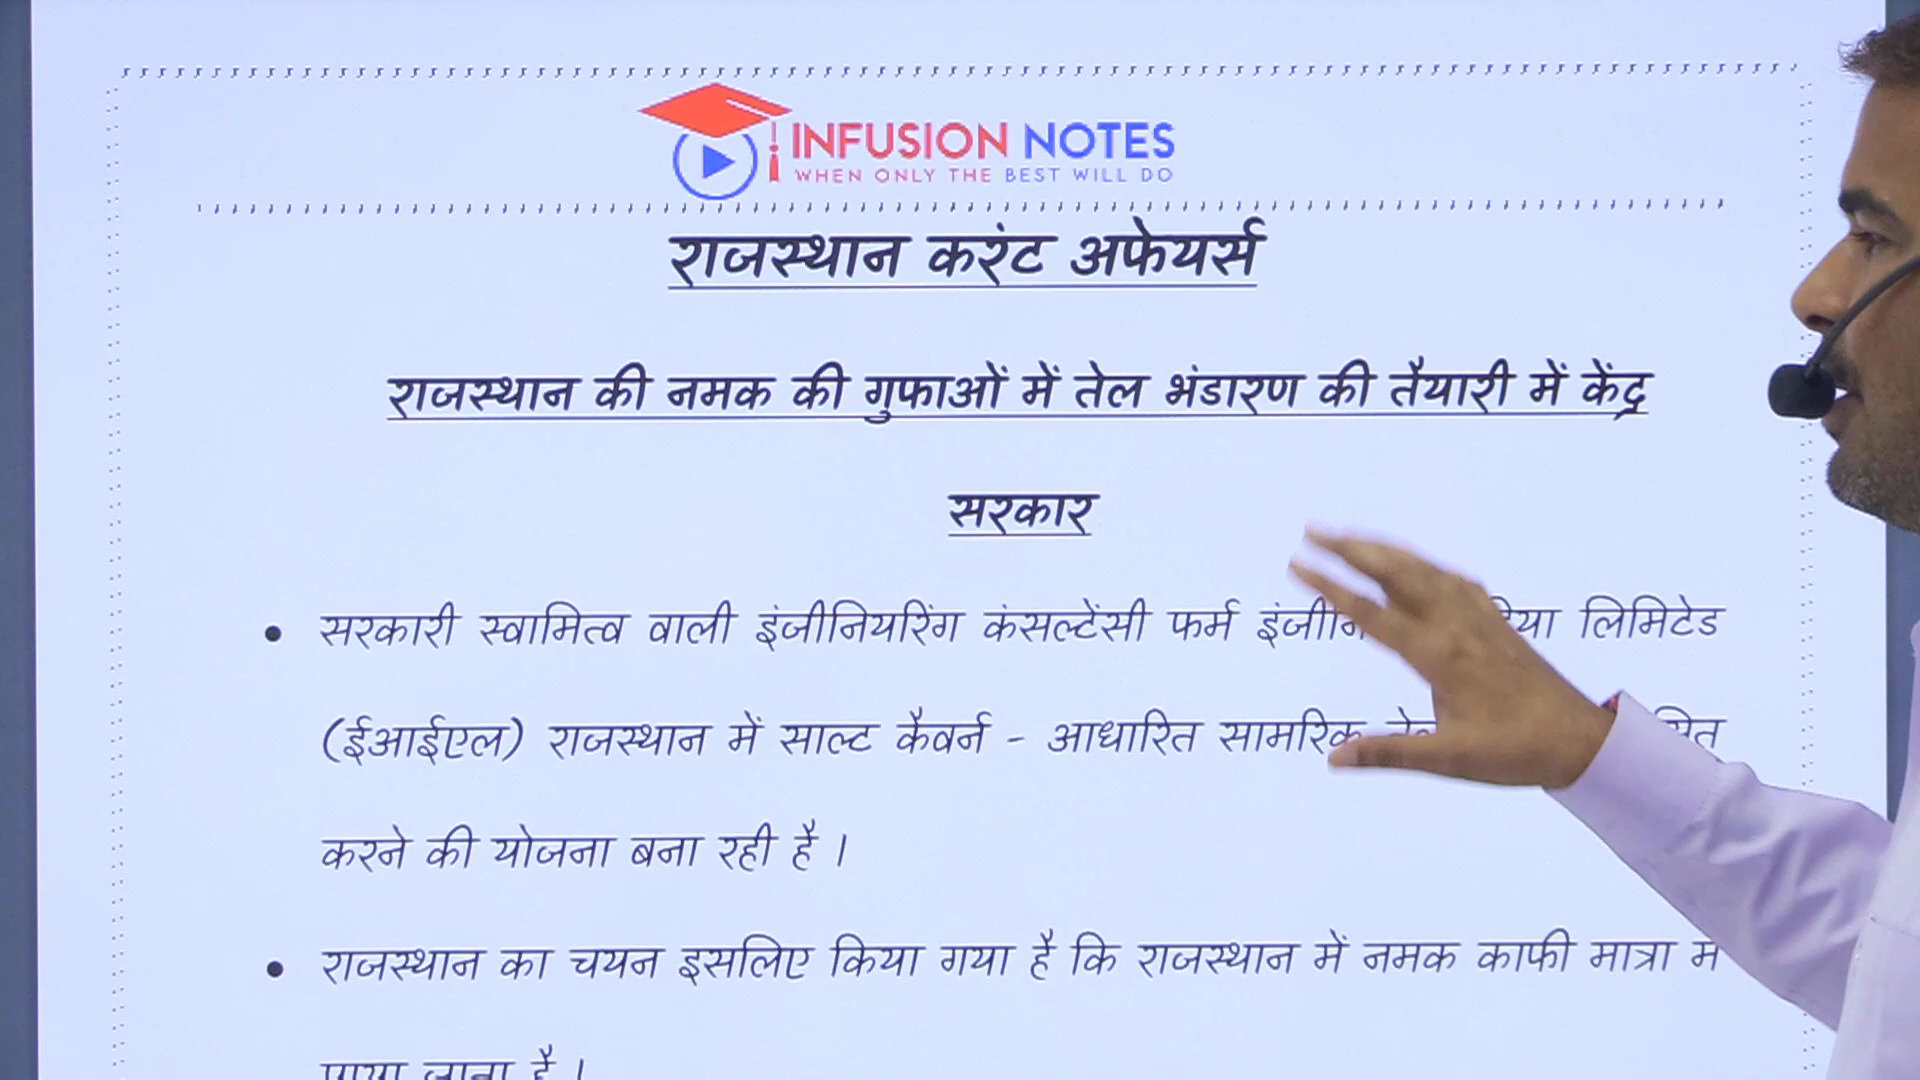 INFUSION NOTES
WHEN ONLY THE BEST WILL DO
राजस्थान करंट अफेयर्स
राजस्थान की नमक की गुफाओं में तेल भंडारण की तैयारी में केंद्र
सरकार
• सरकारी स्वामित्व वाली इंजीनियरिंग कंसल्टेंसी फर्म लिमिटेड
(ईआईएल) राजस्थान में साल्ट कैवर्न - आधारित सामरिक
करने की योजना बना रही है ।
• राजस्थान का चयन इसलिए किया गया है कि राजस्थान में नमक काफी मात्रा में
पाया जाता है ।